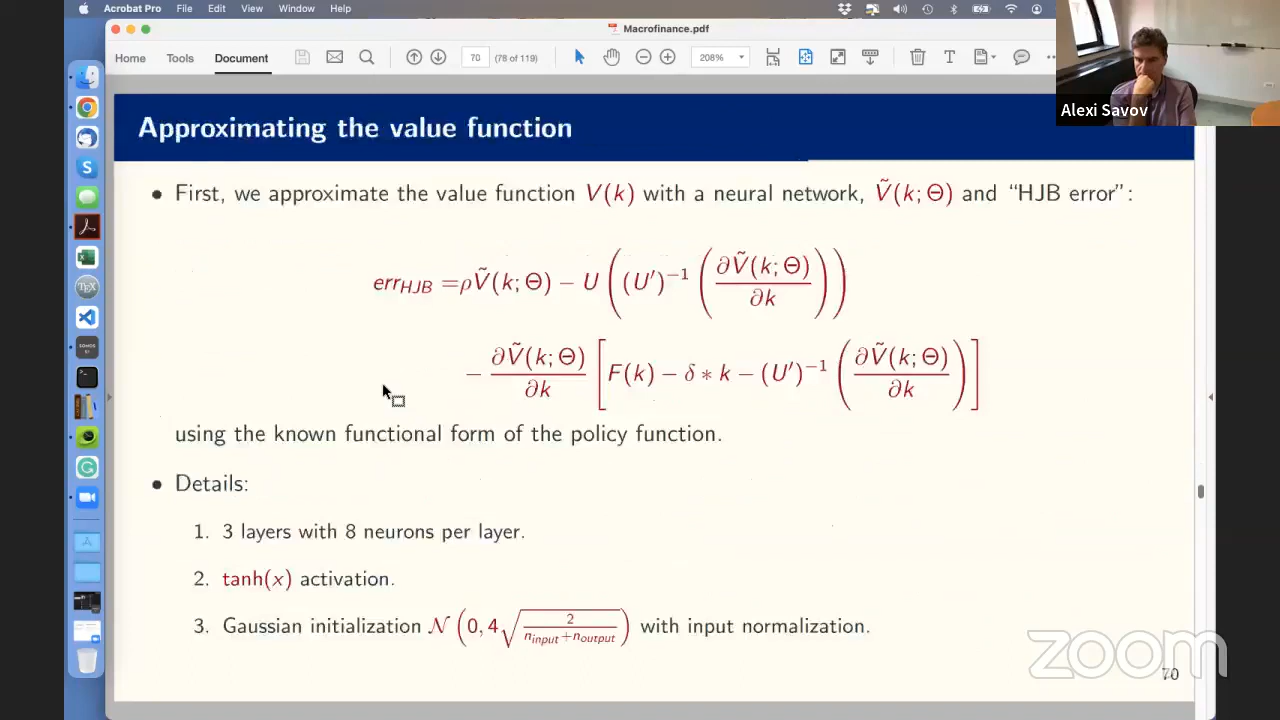 Acrobat Pro File Edit View Window Help
Macrofinance.pdf
Home Tools Document 70 (78 of 119) 208%
Alexi Savov
Approximating the value function
• First, we approximate the value function V(k) with a neural network, Ṽ(k; Θ) and “HJB error”:
err_HJB = ρṼ(k; Θ) − U ( (U′)⁻¹ ( ∂Ṽ(k; Θ) / ∂k ) )
− ∂Ṽ(k; Θ) / ∂k [ F(k) − δ ∗ k − (U′)⁻¹ ( ∂Ṽ(k; Θ) / ∂k ) ]
using the known functional form of the policy function.
• Details:
1. 3 layers with 8 neurons per layer.
2. tanh(x) activation.
3. Gaussian initialization 𝒩 ( 0, 4 √( 2 / (n_input + n_output) ) ) with input normalization.
zoom
70